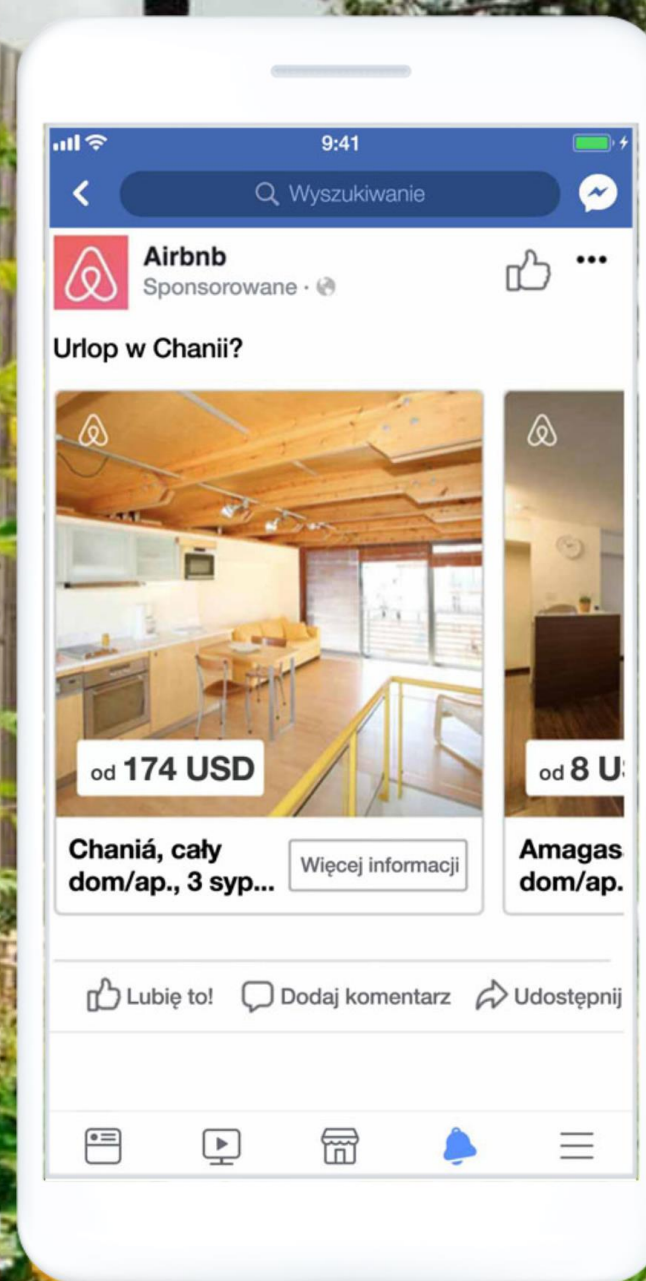 9:41
Wyszukiwanie
Airbnb
Sponsorowane ·
Urlop w Chanii?
od 174 USD
od 8 U
Chaniá, cały
dom/ap., 3 syp...
Więcej informacji
Amagas
dom/ap.
Lubię to!
Dodaj komentarz
Udostępnij